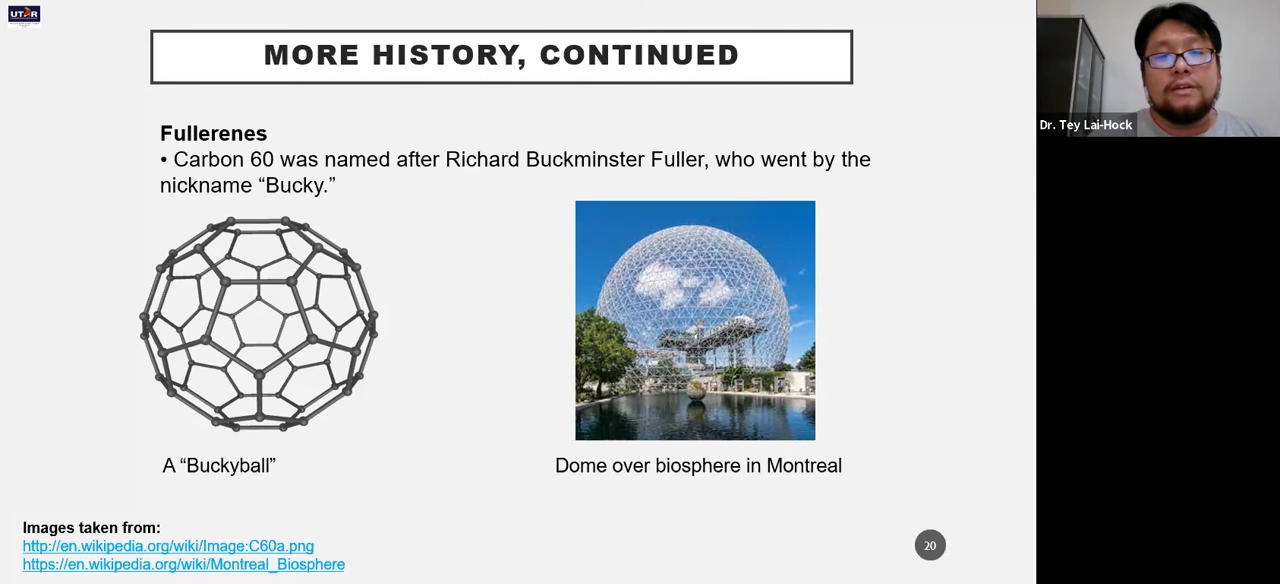 UTAR
MORE HISTORY, CONTINUED
Dr. Tey Lai-Hock
Fullerenes
• Carbon 60 was named after Richard Buckminster Fuller, who went by the
nickname “Bucky.”
A “Buckyball”
Dome over biosphere in Montreal
Images taken from:
http://en.wikipedia.org/wiki/Image:C60a.png
https://en.wikipedia.org/wiki/Montreal_Biosphere
20